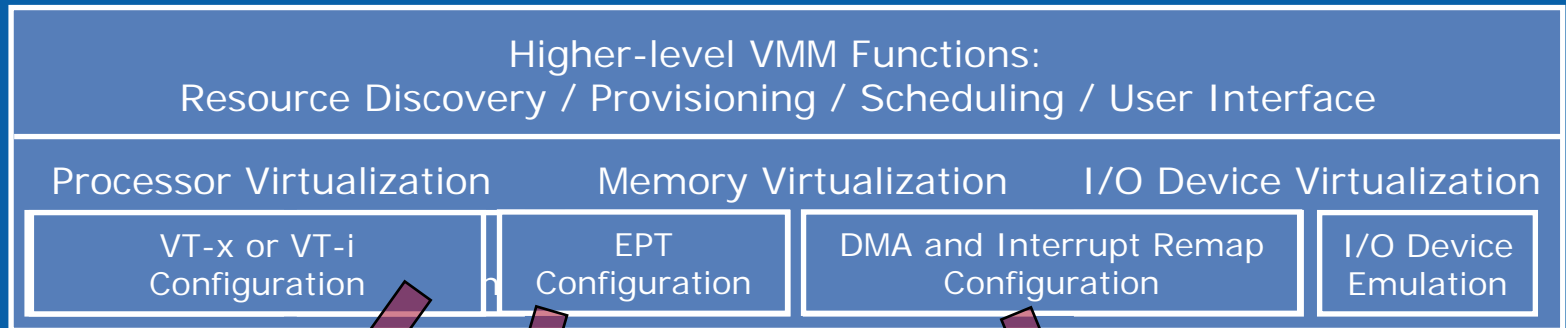 Higher-level VMM Functions:
Resource Discovery / Provisioning / Scheduling / User Interface
Processor Virtualization Memory Virtualization I/O Device Virtualization
VT-x or VT-i
Configuration
EPT
Configuration
DMA and Interrupt Remap
Configuration
I/O Device
Emulation